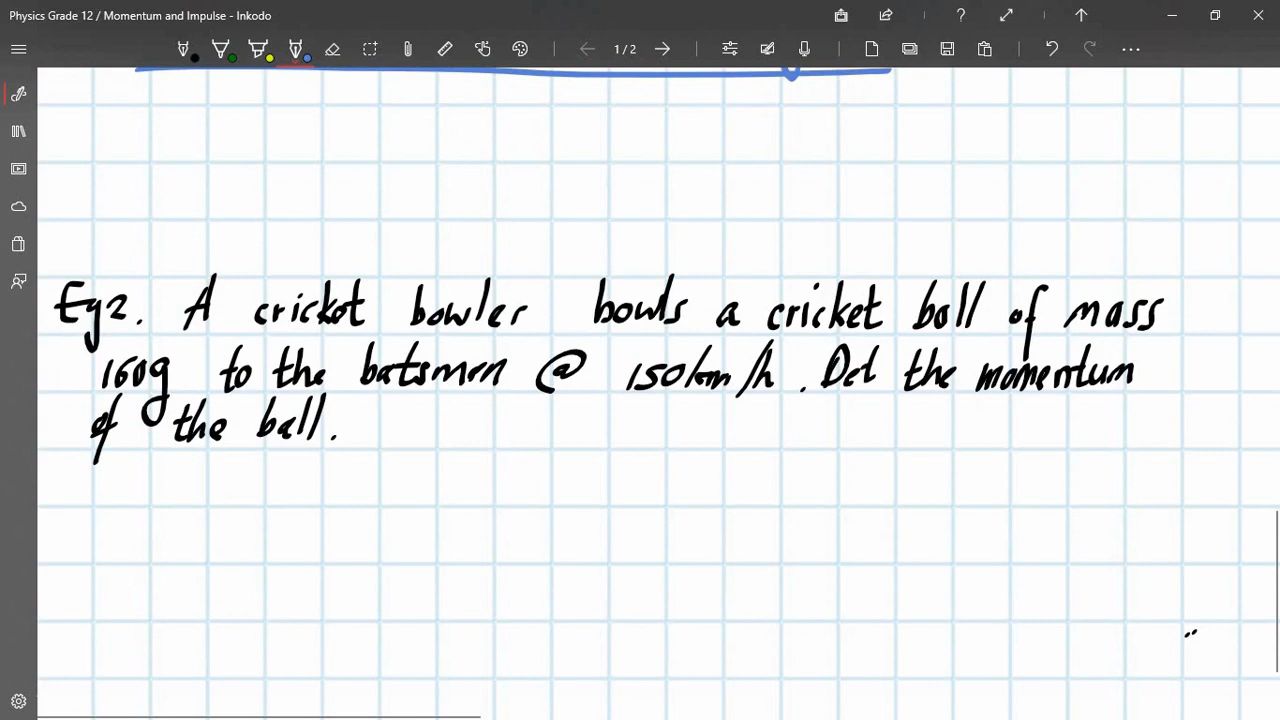 Physics Grade 12 / Momentum and Impulse - Inkodo
1 / 2
Eg2. A cricket bowler bowls a cricket ball of mass
160g to the batsmen @ 150km/h. Det the momentum
of the ball.